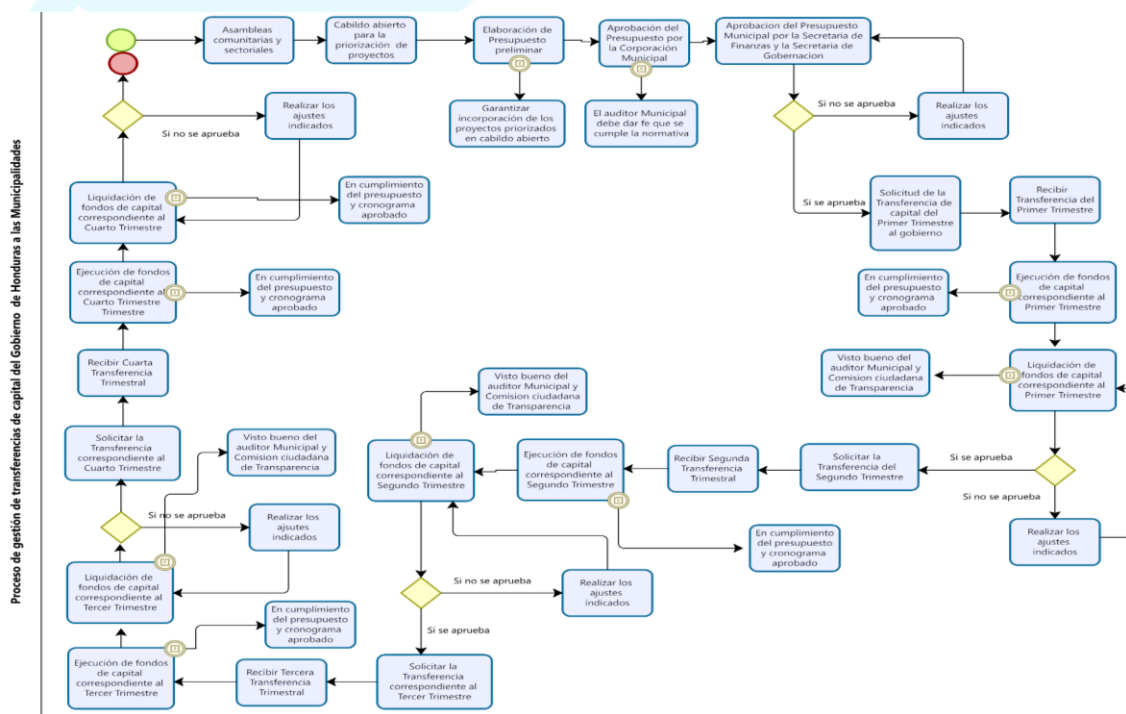 Proceso de gestión de transferencias de capital del Gobierno de Honduras a las Municipalidades
Asambleas
comunitarias y
sectoriales
Cabildo abierto
para la
priorización de
proyectos
Elaboración de
Presupuesto
preliminar
Aprobación del
Presupuesto por
la Corporación
Municipal
Aprobacion del Presupuesto
Municipal por la Secretaria de
Finanzas y la Secretaria de
Gobernacion
Garantizar
incorporación de los
proyectos priorizados
en cabildo abierto
El auditor Municipal
debe dar fe que se
cumple la normativa
Si no se aprueba
Realizar los
ajustes
indicados
Si se aprueba
Solicitud de la
Transferencia de
capital del
Primer Trimestre
al gobierno
Recibir
Transferencia del
Primer Trimestre
Ejecución de fondos
de capital
correspondiente al
Primer Trimestre
En cumplimiento
del presupuesto
y cronograma
aprobado
Liquidación de
fondos de capital
correspondiente al
Primer Trimestre
Visto bueno del
auditor Municipal y
Comision ciudadana
de Transparencia
Si se aprueba
Si no se aprueba
Realizar los
ajustes
indicados
Solicitar la
Transferencia del
Segundo Trimestre
Recibir Segunda
Transferencia
Trimestral
Ejecución de fondos
de capital
correspondiente al
Segundo Trimestre
En cumplimiento
del presupuesto
y cronograma
aprobado
Liquidación de
fondos de capital
correspondiente al
Segundo Trimestre
Visto bueno del
auditor Municipal y
Comision ciudadana
de Transparencia
Si no se aprueba
Realizar los
ajustes
indicados
Si se aprueba
Solicitar la
Transferencia
correspondiente al
Tercer Trimestre
Recibir Tercera
Transferencia
Trimestral
Ejecución de fondos
de capital
correspondiente al
Tercer Trimestre
En cumplimiento
del presupuesto
y cronograma
aprobado
Liquidación de
fondos de capital
correspondiente al
Tercer Trimestre
Visto bueno del
auditor Municipal y
Comision ciudadana
de Transparencia
Si no se aprueba
Realizar los
ajsutes
indicados
Solicitar la
Transferencia
correspondiente al
Cuarto Trimestre
Recibir Cuarta
Transferencia
Trimestral
Ejecución de fondos
de capital
correspondiente al
Cuarto Trimestre
Trimestre
En cumplimiento
del presupuesto
y cronograma
aprobado
Liquidación de
fondos de capital
correspondiente al
Cuarto Trimestre
En cumplimiento
del presupuesto y
cronograma
aprobado
Si no se aprueba
Realizar los
ajustes
indicados